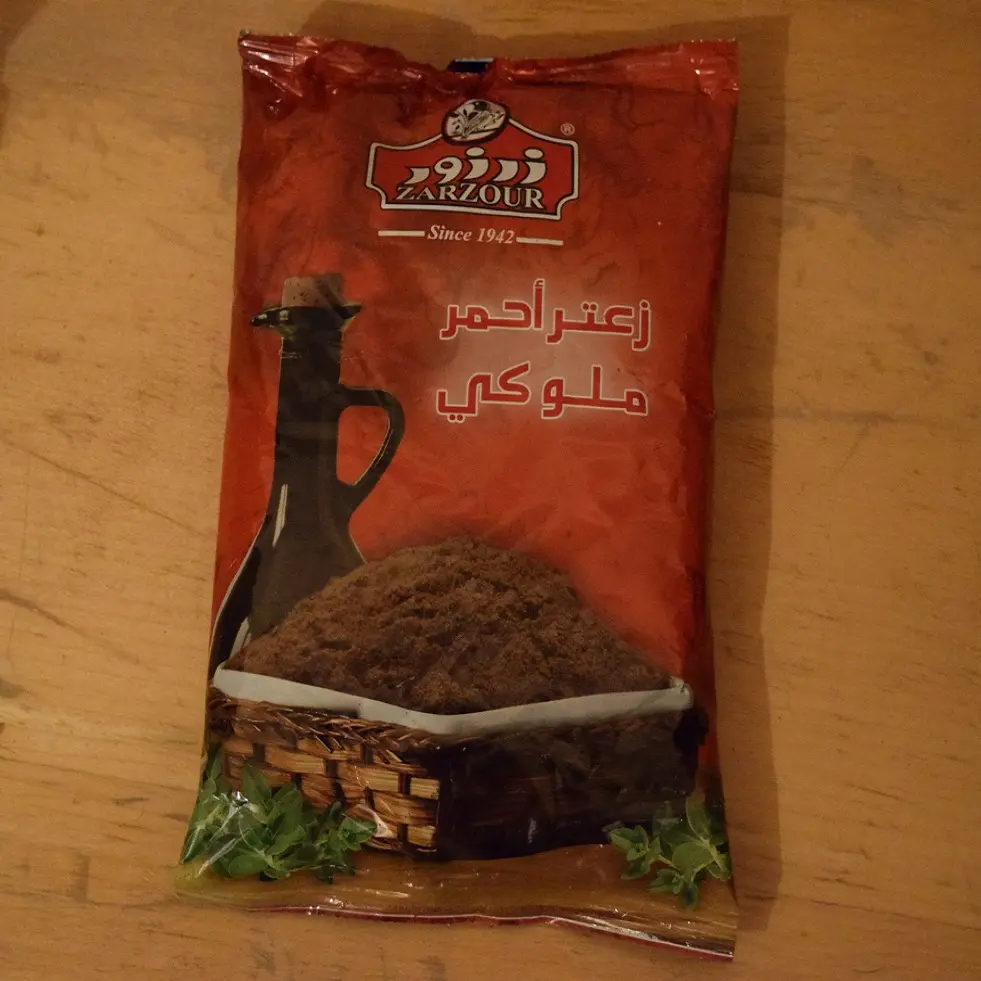 زرزور
®
ZARZOUR
Since 1942
زعتر أحمر
ملوكي